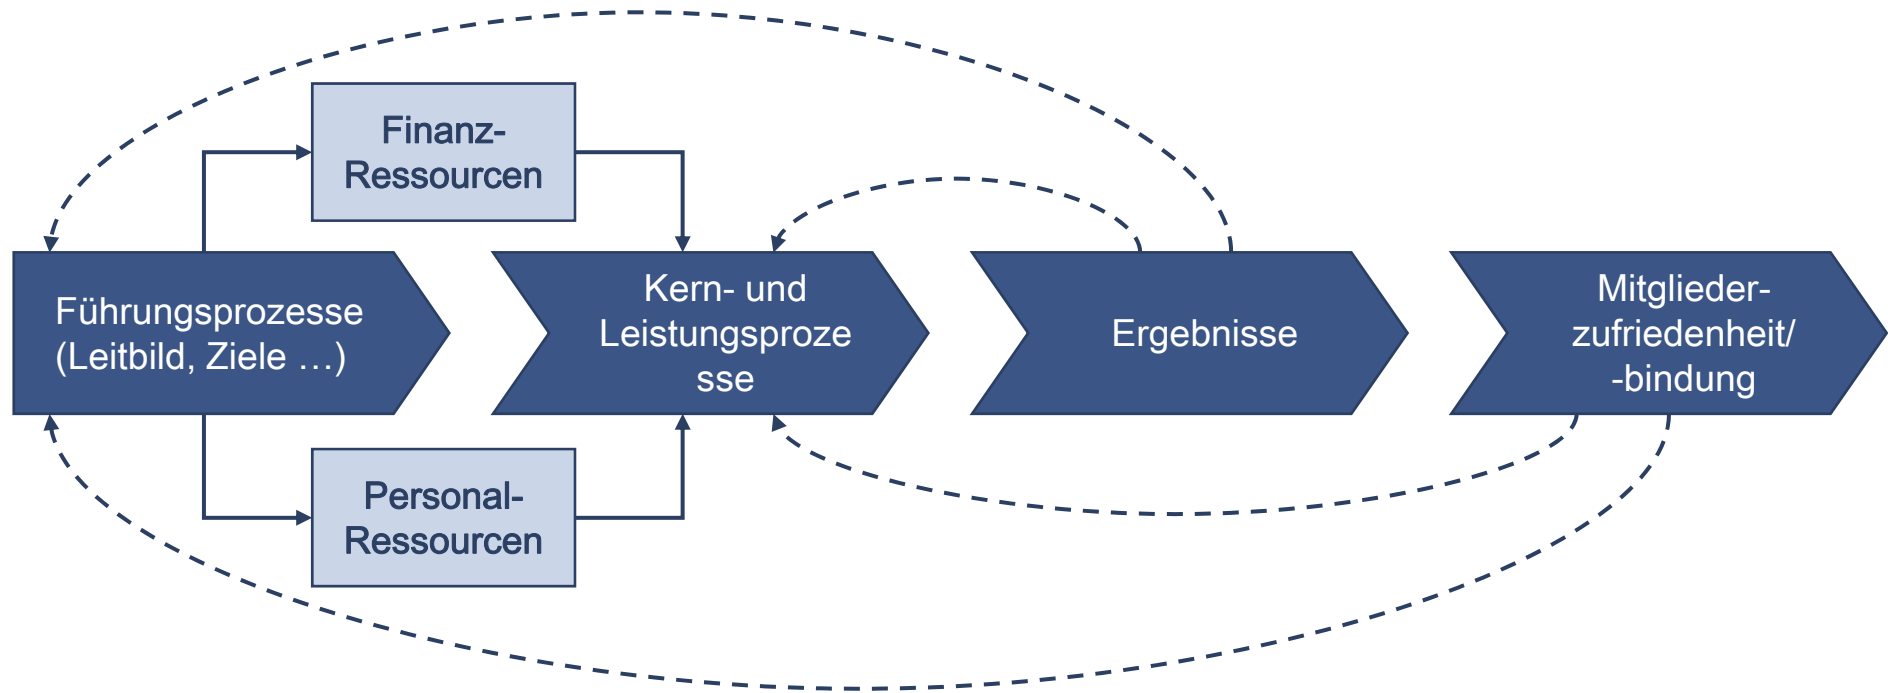 Finanz-
Ressourcen
Führungsprozesse
(Leitbild, Ziele …)
Kern- und
Leistungsproze
sse
Ergebnisse
Mitglieder-
zufriedenheit/
-bindung
Personal-
Ressourcen